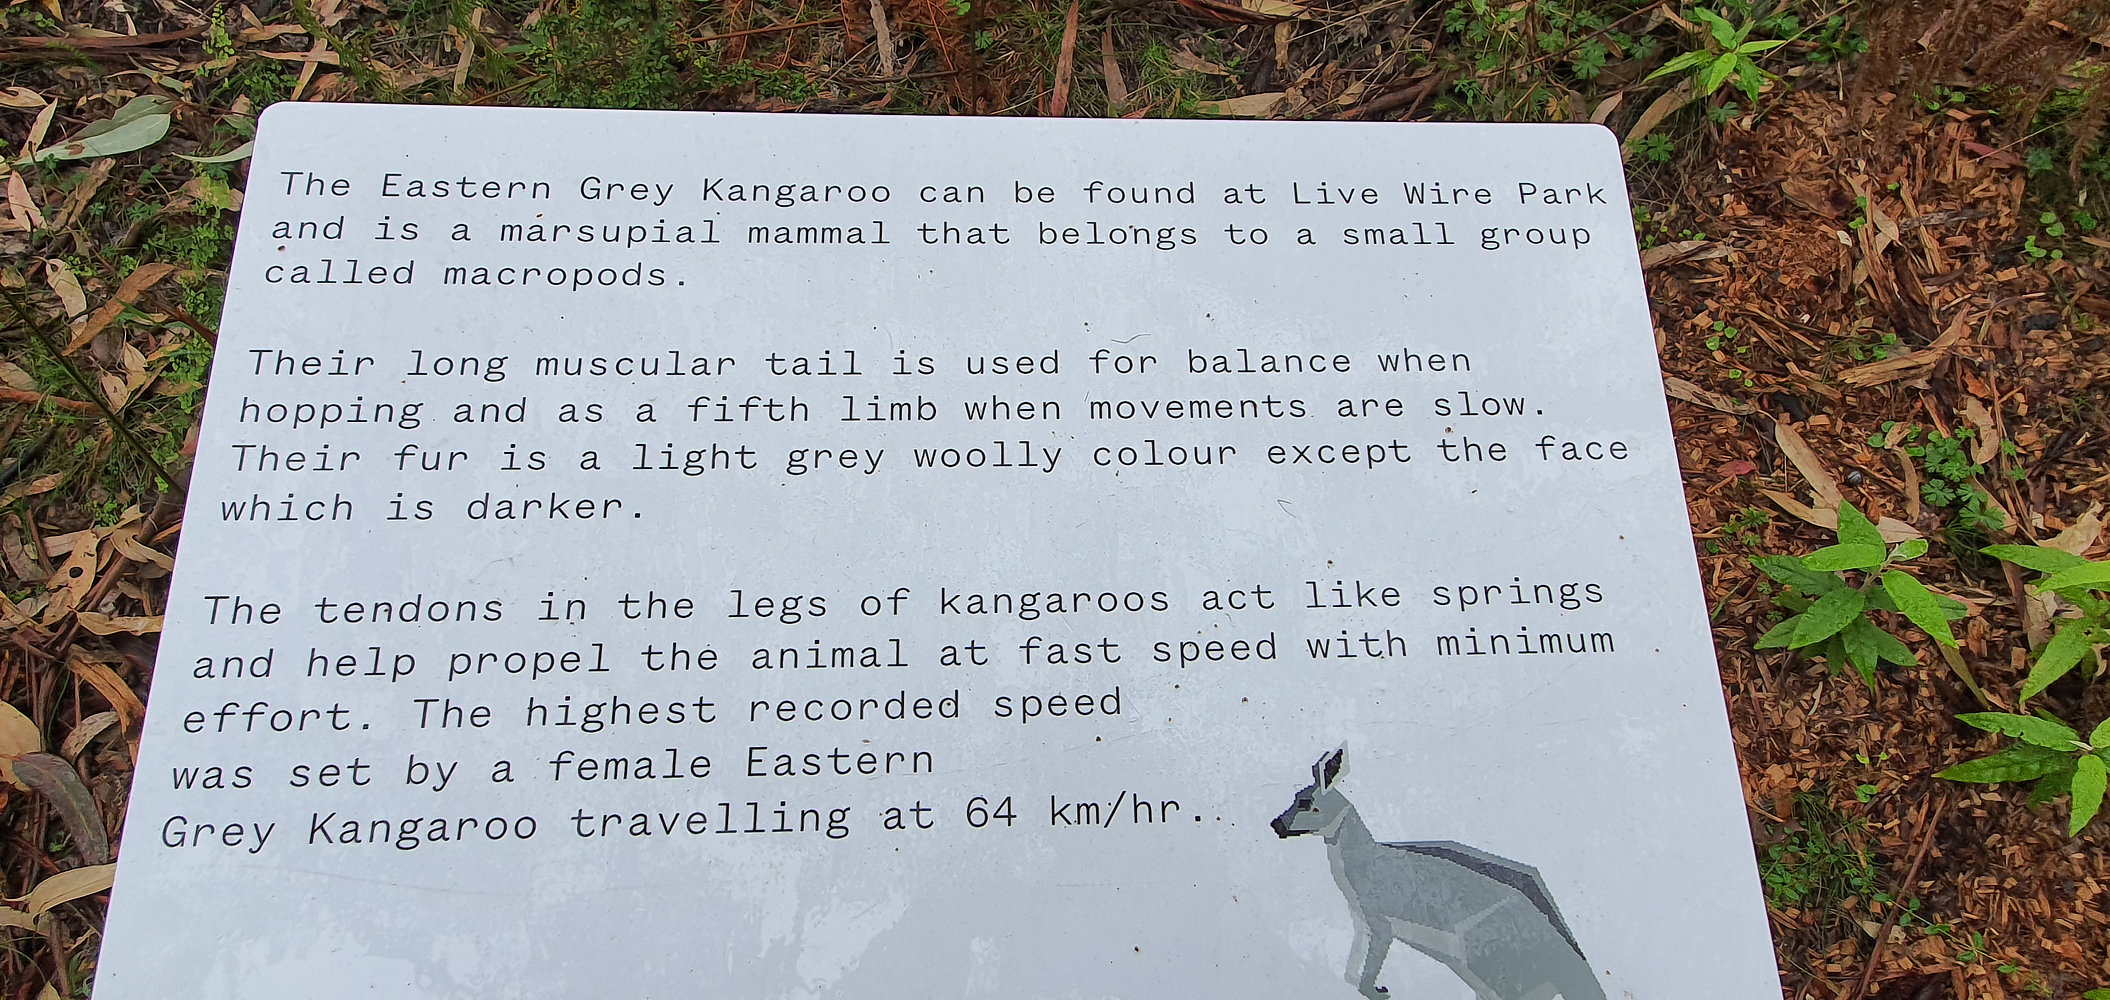 The Eastern Grey Kangaroo can be found at Live Wire Park
and is a marsupial mammal that belongs to a small group
called macropods.
Their long muscular tail is used for balance when
hopping and as a fifth limb when movements are slow.
Their fur is a light grey woolly colour except the face
which is darker.
The tendons in the legs of kangaroos act like springs
and help propel the animal at fast speed with minimum
effort. The highest recorded speed
was set by a female Eastern
Grey Kangaroo travelling at 64 km/hr.